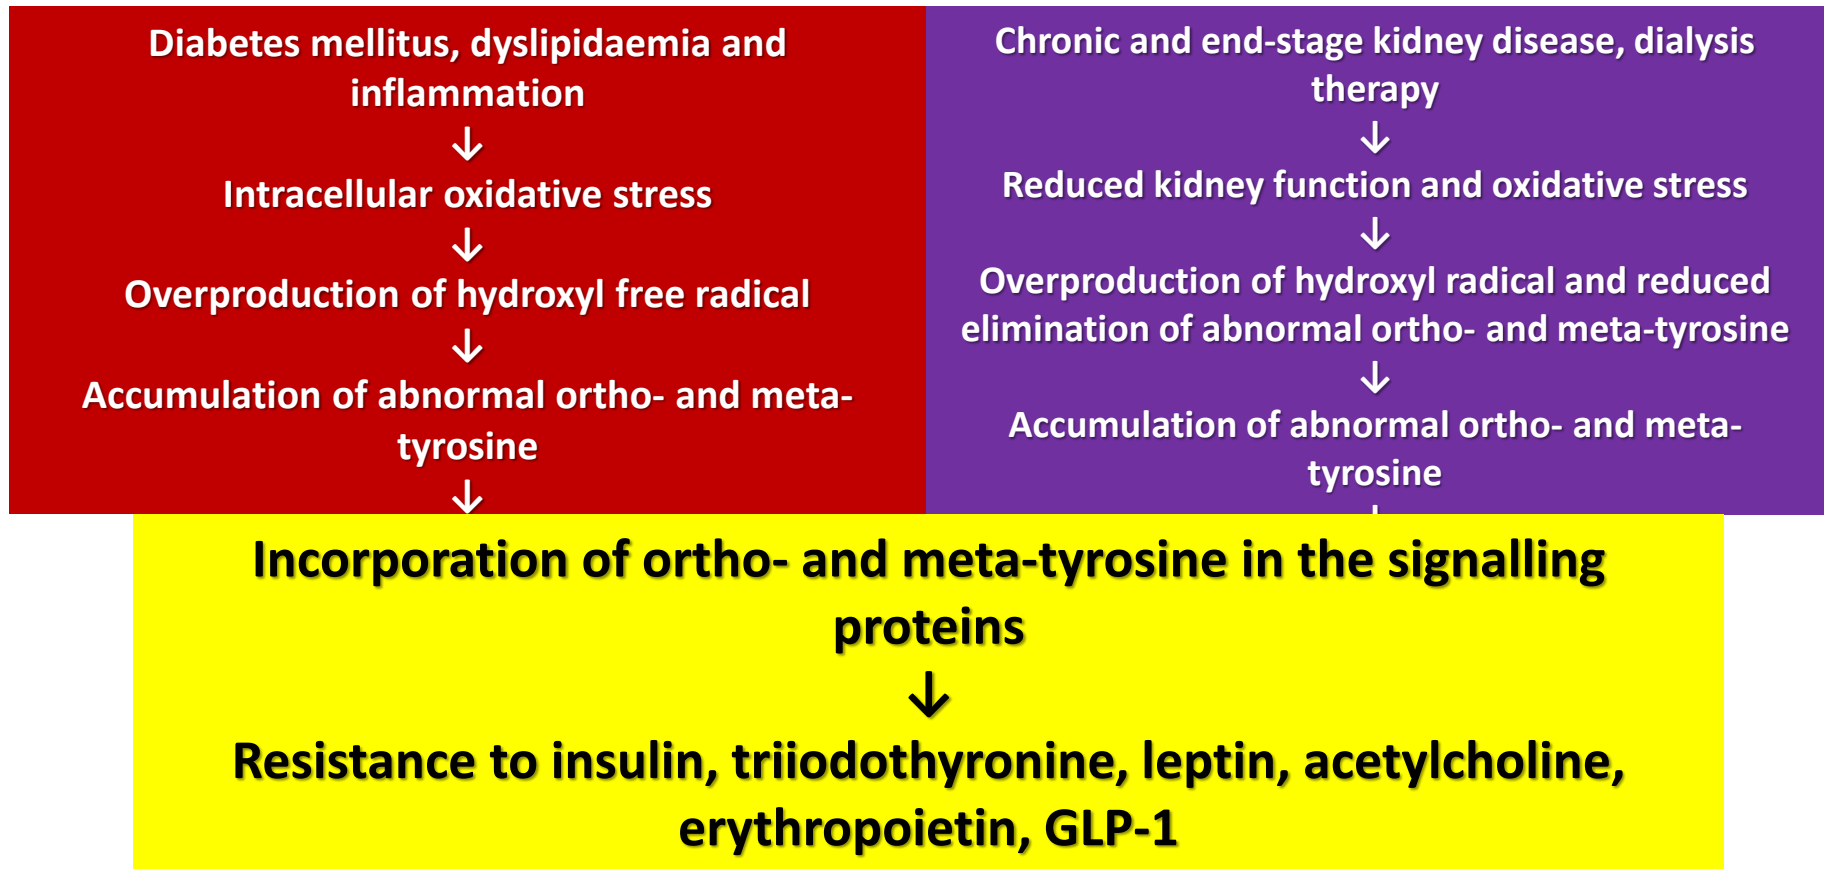 Diabetes mellitus, dyslipidaemia and
inflammation
↓
Intracellular oxidative stress
↓
Overproduction of hydroxyl free radical
↓
Accumulation of abnormal ortho- and meta-
tyrosine
↓
Chronic and end-stage kidney disease, dialysis
therapy
↓
Reduced kidney function and oxidative stress
↓
Overproduction of hydroxyl radical and reduced
elimination of abnormal ortho- and meta-tyrosine
↓
Accumulation of abnormal ortho- and meta-
tyrosine
Incorporation of ortho- and meta-tyrosine in the signalling
proteins
↓
Resistance to insulin, triiodothyronine, leptin, acetylcholine,
erythropoietin, GLP-1